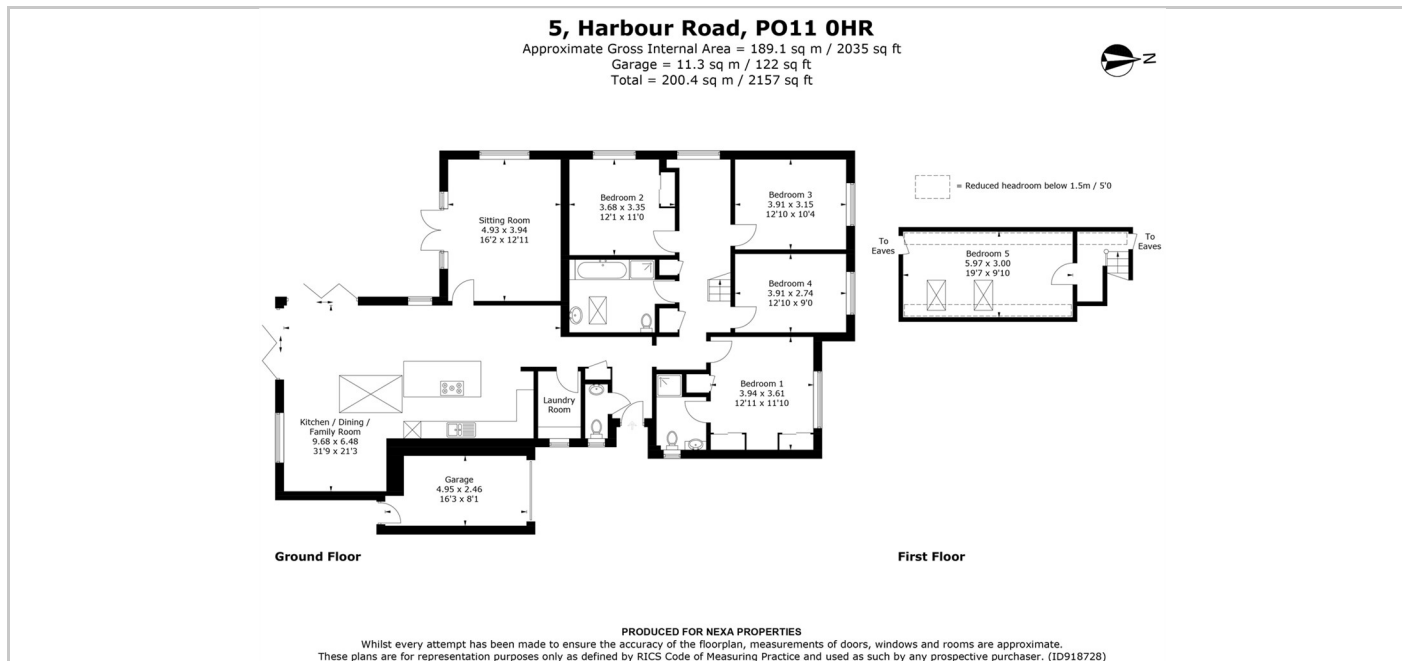 5, Harbour Road, PO11 0HR
Approximate Gross Internal Area = 189.1 sq m / 2035 sq ft
Garage = 11.3 sq m / 122 sq ft
Total = 200.4 sq m / 2157 sq ft
N
= Reduced headroom below 1.5m / 5'0
Sitting Room
4.93 x 3.94
16'2 x 12'11
Bedroom 2
3.68 x 3.35
12'1 x 11'0
Bedroom 3
3.91 x 3.15
12'10 x 10'4
Bedroom 4
3.91 x 2.74
12'10 x 9'0
To
Eaves
Bedroom 5
5.97 x 3.00
19'7 x 9'10
To
Eaves
Kitchen / Dining /
Family Room
9.68 x 6.48
31'9 x 21'3
Laundry
Room
Bedroom 1
3.94 x 3.61
12'11 x 11'10
Garage
4.95 x 2.46
16'3 x 8'1
Ground Floor
First Floor
PRODUCED FOR NEXA PROPERTIES
Whilst every attempt has been made to ensure the accuracy of the floorplan, measurements of doors, windows and rooms are approximate.
These plans are for representation purposes only as defined by RICS Code of Measuring Practice and used as such by any prospective purchaser. (ID918728)